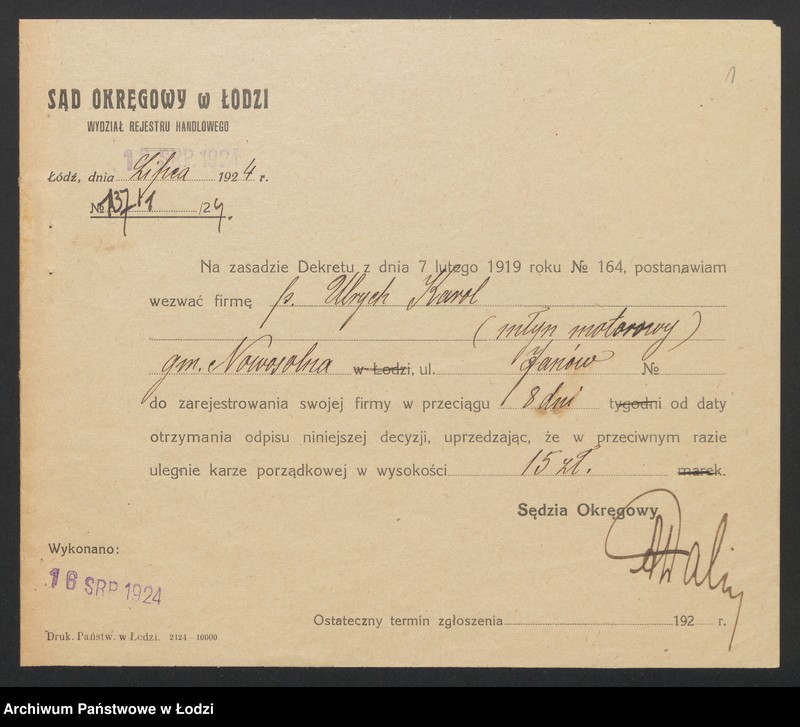 1
SĄD OKRĘGOWY w ŁODZI
WYDZIAŁ REJESTRU HANDLOWEGO
SRP. 1924
Łódź, dnia Lipca 1924 r.
№ /24.
Na zasadzie Dekretu z dnia 7 lutego 1919 roku № 164, postanawiam
wezwać firmę p. Ulrych Karol
(młyn motorowy)
gm. Nowosolna w Łodzi, ul. Janów №
do zarejestrowania swojej firmy w przeciągu 8 dni tygodni od daty
otrzymania odpisu niniejszej decyzji, uprzedzając, że w przeciwnym razie
ulegnie karze porządkowej w wysokości 15 zł. marek.
Sędzia Okręgowy
Wykonano:
16 SRP 1924
Ostateczny termin zgłoszenia 192 r.
Druk. Państw. w Łodzi. 2124–10000
Archiwum Państwowe w Łodzi